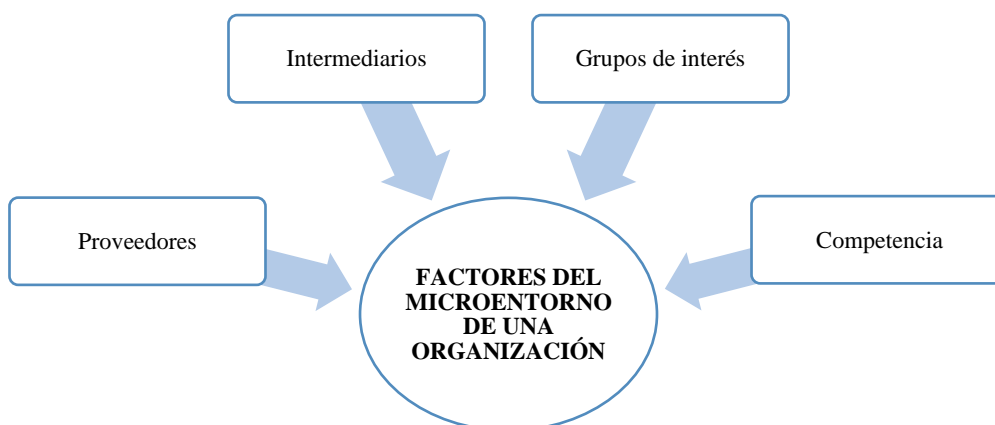 Intermediarios
Grupos de interés
Proveedores
Competencia
FACTORES DEL
MICROENTORNO
DE UNA
ORGANIZACIÓN